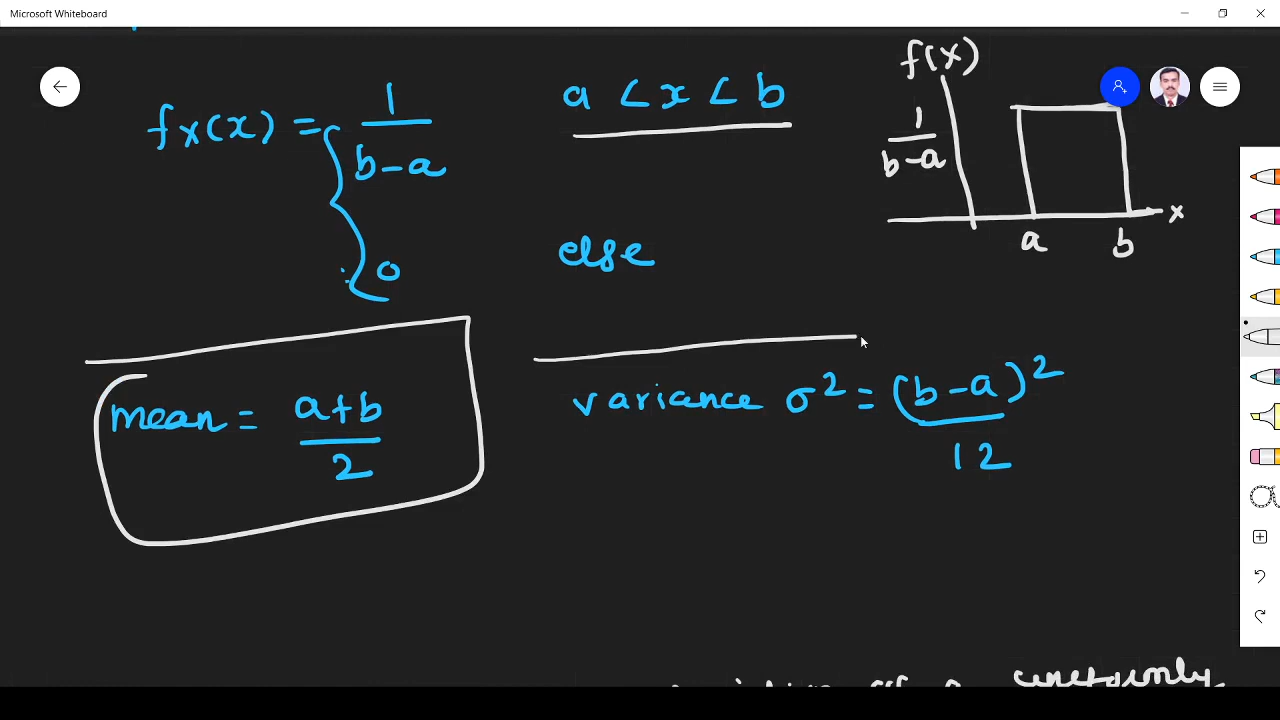 Microsoft Whiteboard
fx(x) = { 1/(b-a) a < x < b
0 else
f(x)
1/(b-a)
a b x
mean = (a+b)/2
variance σ² = (b-a)²/12